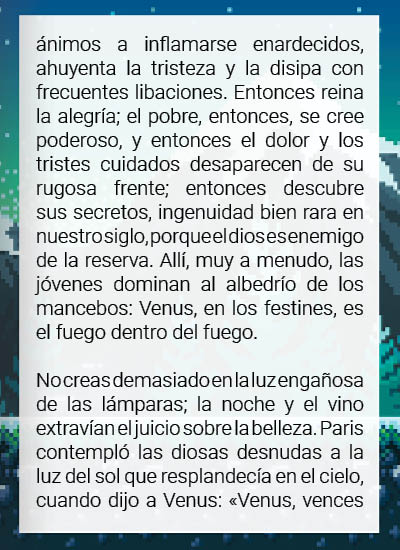 ánimos a inflamarse enardecidos,
ahuyenta la tristeza y la disipa con
frecuentes libaciones. Entonces reina
la alegría; el pobre, entonces, se cree
poderoso, y entonces el dolor y los
tristes cuidados desaparecen de su
rugosa frente; entonces descubre
sus secretos, ingenuidad bien rara en
nuestro siglo, porque el dios es enemigo
de la reserva. Allí, muy a menudo, las
jóvenes dominan al albedrío de los
mancebos: Venus, en los festines, es
el fuego dentro del fuego.

No creas demasiado en la luz engañosa
de las lámparas; la noche y el vino
extravían el juicio sobre la belleza. Paris
contempló las diosas desnudas a la
luz del sol que resplandecía en el cielo,
cuando dijo a Venus: «Venus, vences